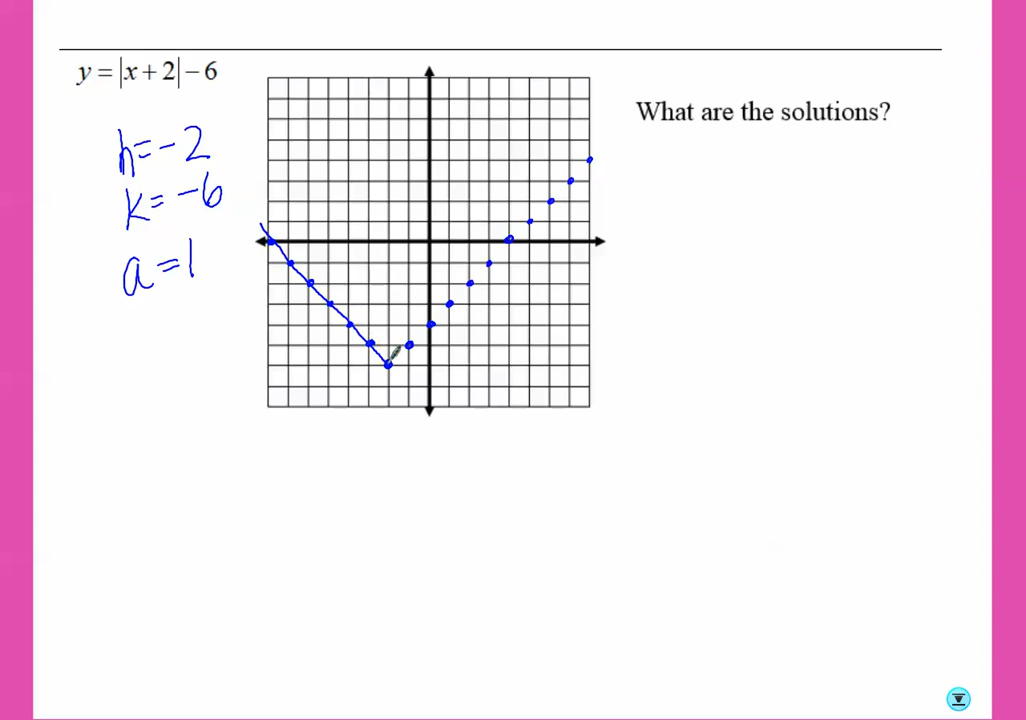 y = |x + 2| − 6
What are the solutions?
h = -2
k = -6
a = 1